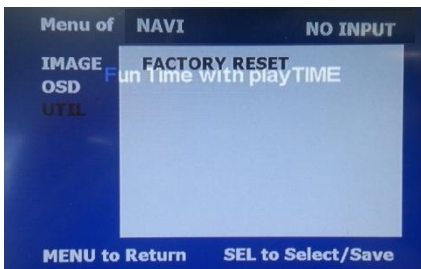 Menu of NAVI NO INPUT
IMAGE FACTORY RESET
Fun Time with playTIME
OSD
UTIL
MENU to Return SEL to Select/Save